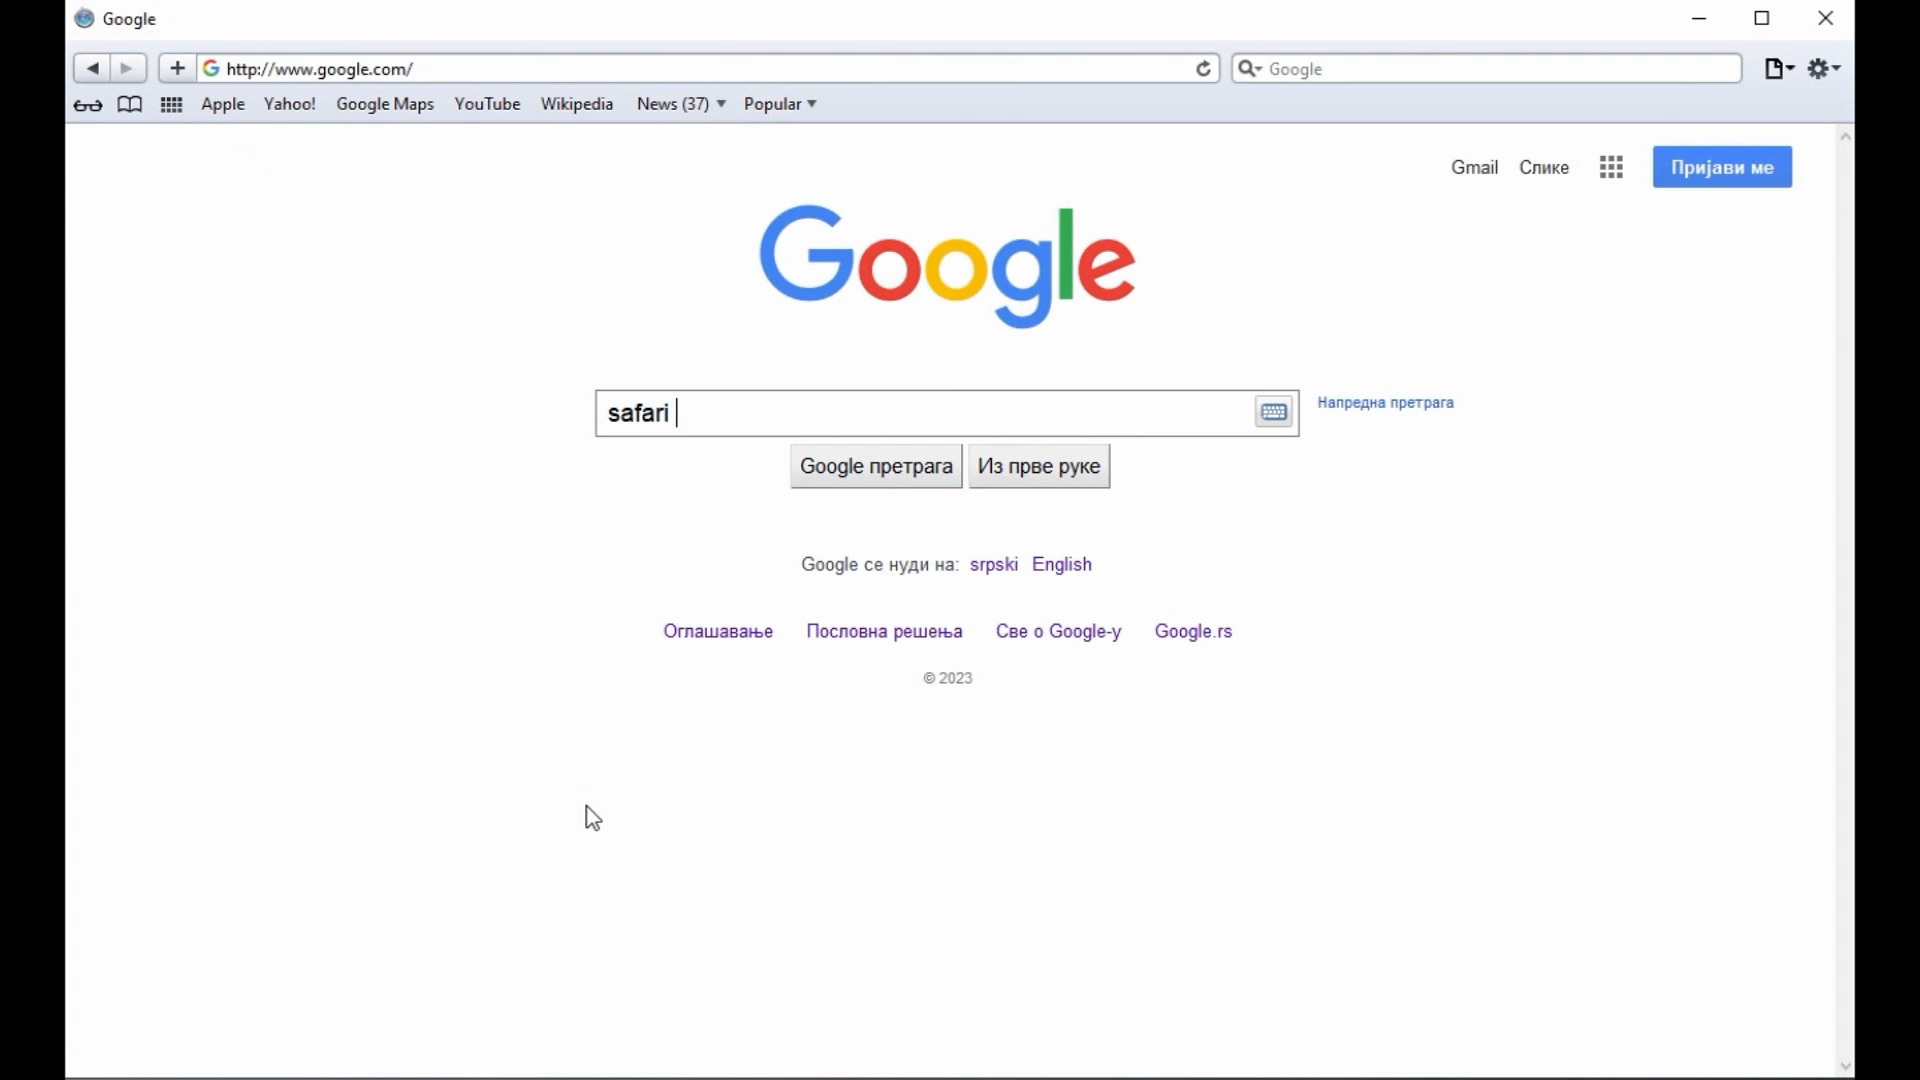 Google
http://www.google.com/
Google
Apple Yahoo! Google Maps YouTube Wikipedia News (37) Popular
Gmail Слике Пријави ме
Google
safari
Напредна претрага
Google претрага Из прве руке
Google се нуди на: srpski English
Оглашавање Пословна решења Све о Google-у Google.rs
© 2023